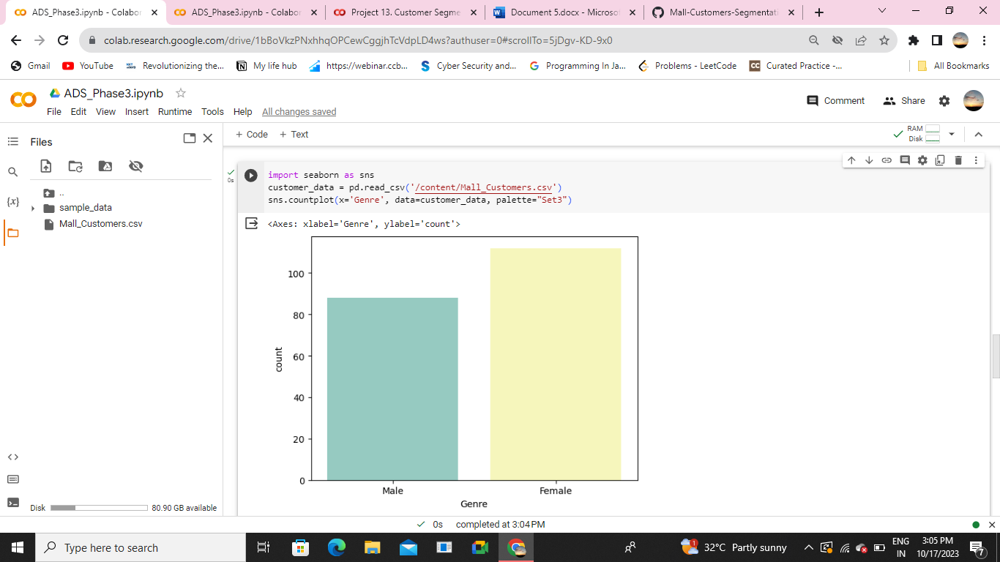 ADS_Phase3.ipynb - Colabor
ADS_Phase3.ipynb - Colabor
Project 13. Customer Segme
Document 5.docx - Microsof
Mall-Customers-Segmentati
colab.research.google.com/drive/1bBoVkzPNxhhqOPCewCggjhTcVdpLD4ws?authuser=0#scrollTo=5jDgv-KD-9x0
Gmail
YouTube
Revolutionizing the...
My life hub
https://webinar.ccb...
Cyber Security and...
Programming In Ja...
Problems - LeetCode
CC
Curated Practice -...
All Bookmarks
ADS_Phase3.ipynb
Comment
Share
File Edit View Insert Runtime Tools Help All changes saved
Files
+ Code + Text
RAM
Disk
{x}
..
sample_data
Mall_Customers.csv
0s
import seaborn as sns
customer_data = pd.read_csv('/content/Mall_Customers.csv')
sns.countplot(x='Genre', data=customer_data, palette="Set3")
<Axes: xlabel='Genre', ylabel='count'>
100
80
60
40
20
0
count
Male
Female
Genre
Disk
80.90 GB available
0s completed at 3:04 PM
Type here to search
1
32°C Partly sunny
ENG
IN
3:05 PM
10/17/2023
7